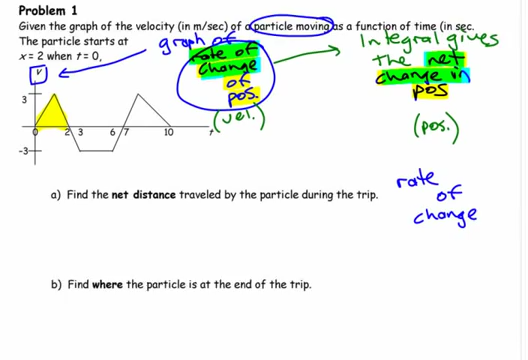 Problem 1
Given the graph of the velocity (in m/sec) of a particle moving as a function of time (in sec.
The particle starts at
x = 2 when t = 0,
graph of
rate of
change
of
pos.
(vel.)
Integral gives
the net
change in
pos
(pos.)
v
3
0 2 3 6 7 10 t
-3
rate
of
change
a) Find the net distance traveled by the particle during the trip.
b) Find where the particle is at the end of the trip.